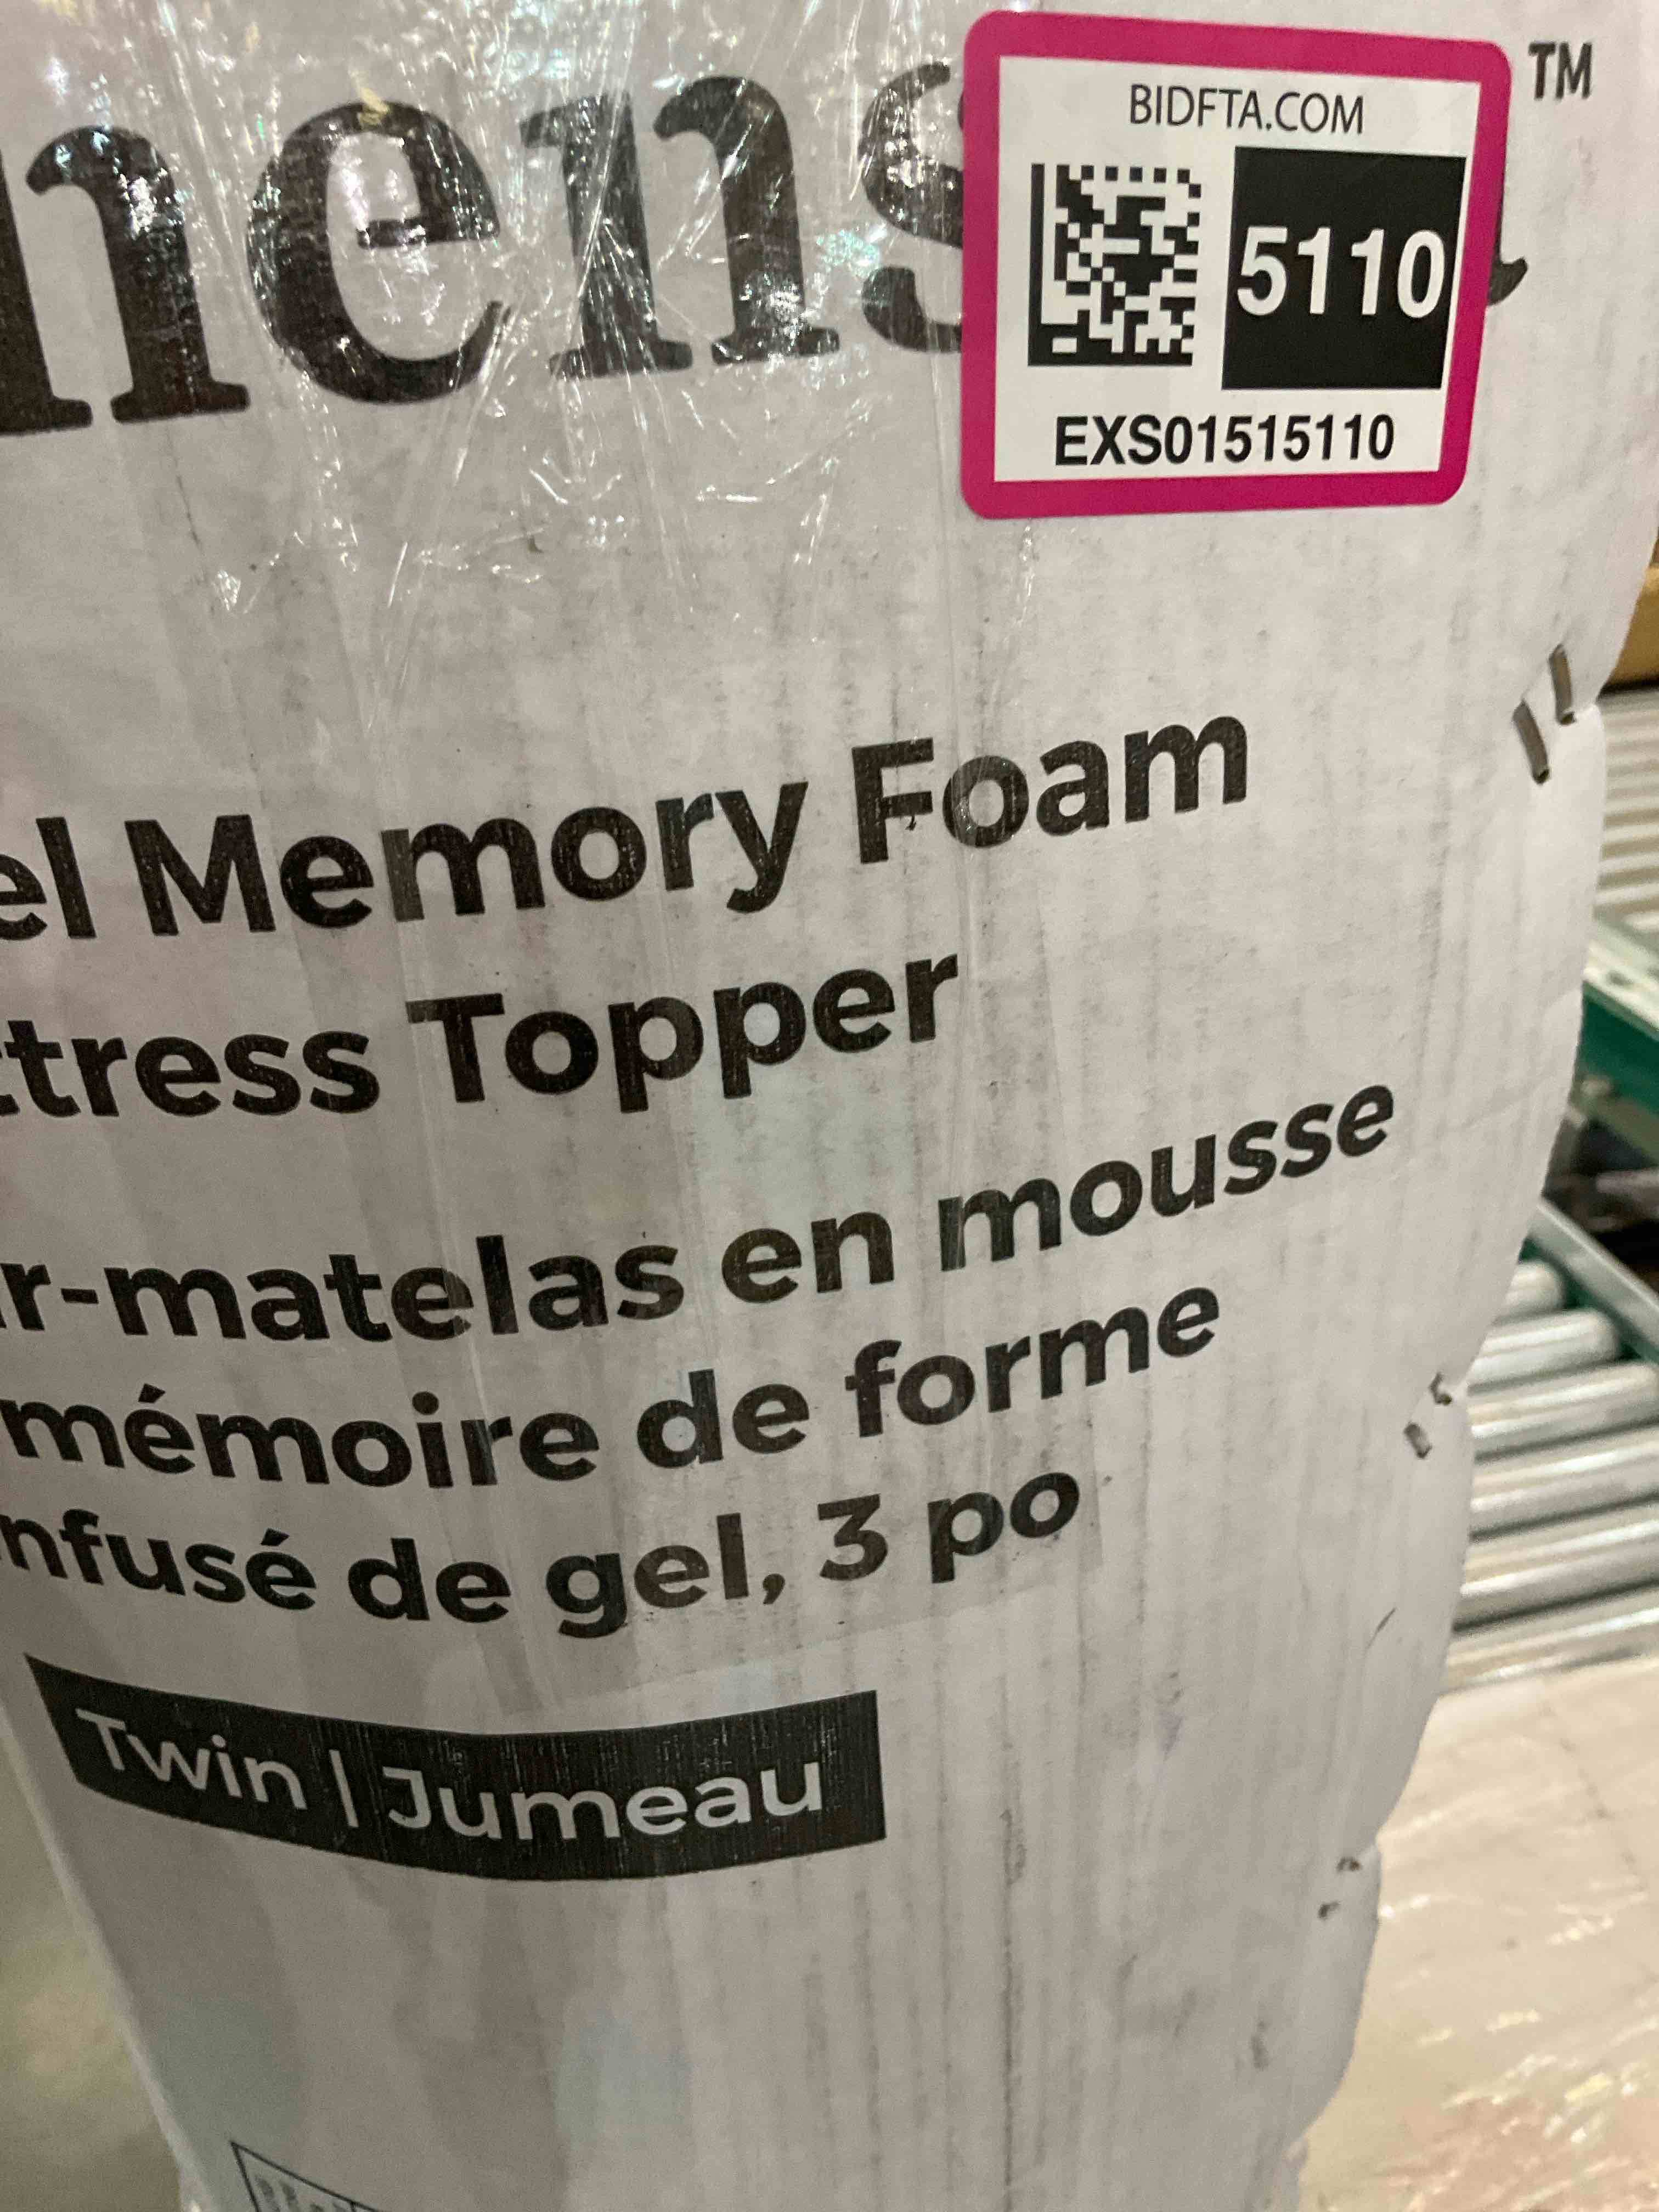 nens
TM
BIDFTA.COM
5110
EXS01515110
el Memory Foam
ttress Topper
r-matelas en mousse
mémoire de forme
nfusé de gel, 3 po
Twin | Jumeau